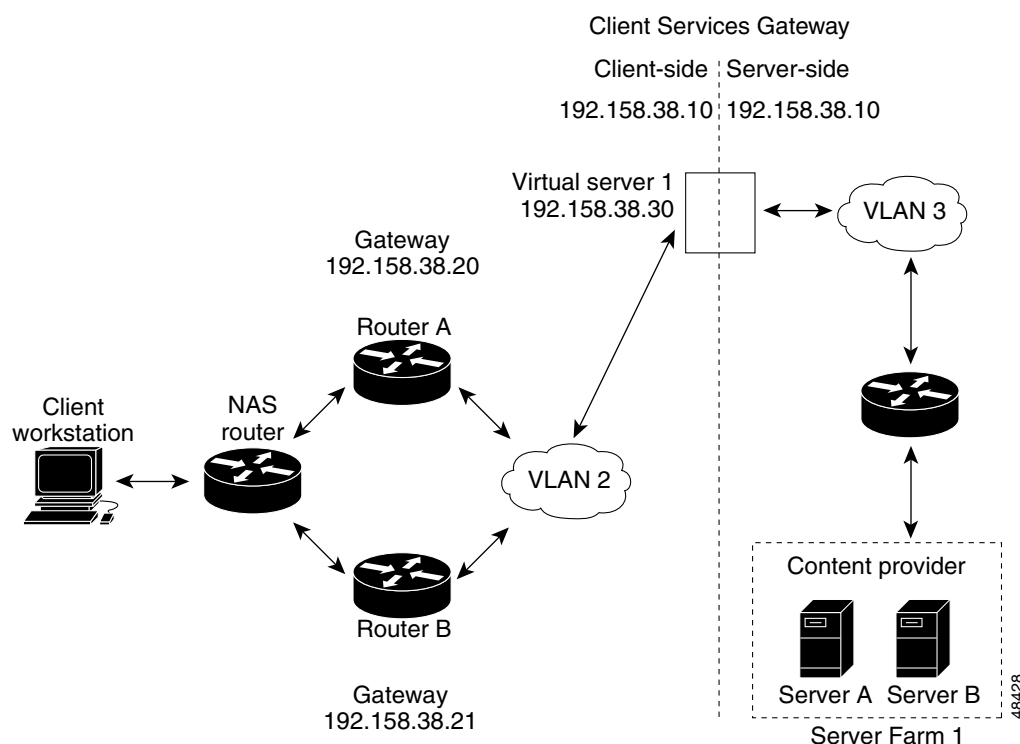 Client Services Gateway
Client-side
Server-side
192.158.38.10
192.158.38.10
Virtual server 1
192.158.38.30
VLAN 3
Gateway
192.158.38.20
Router A
Client
workstation
NAS
router
VLAN 2
Router B
Gateway
192.158.38.21
Content provider
Server A
Server B
Server Farm 1
48428